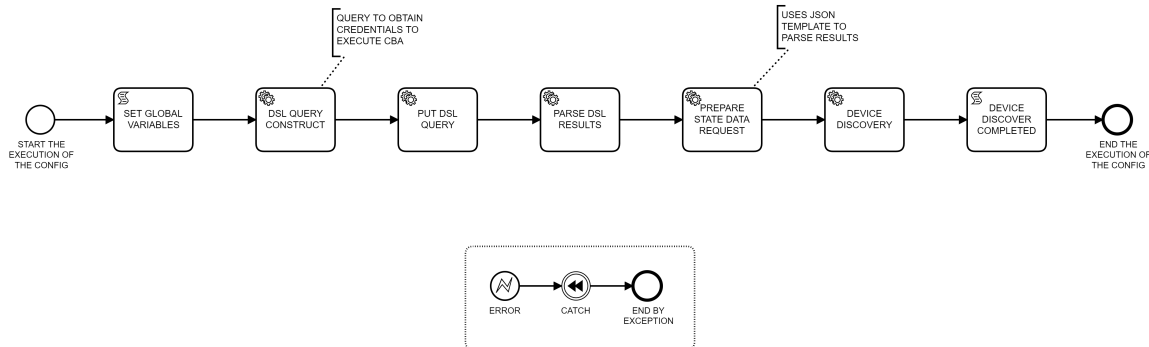 QUERY TO OBTAIN
CREDENTIALS TO
EXECUTE CBA
USES JSON
TEMPLATE TO
PARSE RESULTS
START THE
EXECUTION OF
THE CONFIG
SET GLOBAL
VARIABLES
DSL QUERY
CONSTRUCT
PUT DSL
QUERY
PARSE DSL
RESULTS
PREPARE
STATE DATA
REQUEST
DEVICE
DISCOVERY
DEVICE
DISCOVER
COMPLETED
END THE
EXECUTION OF
THE CONFIG
ERROR
CATCH
END BY
EXCEPTION